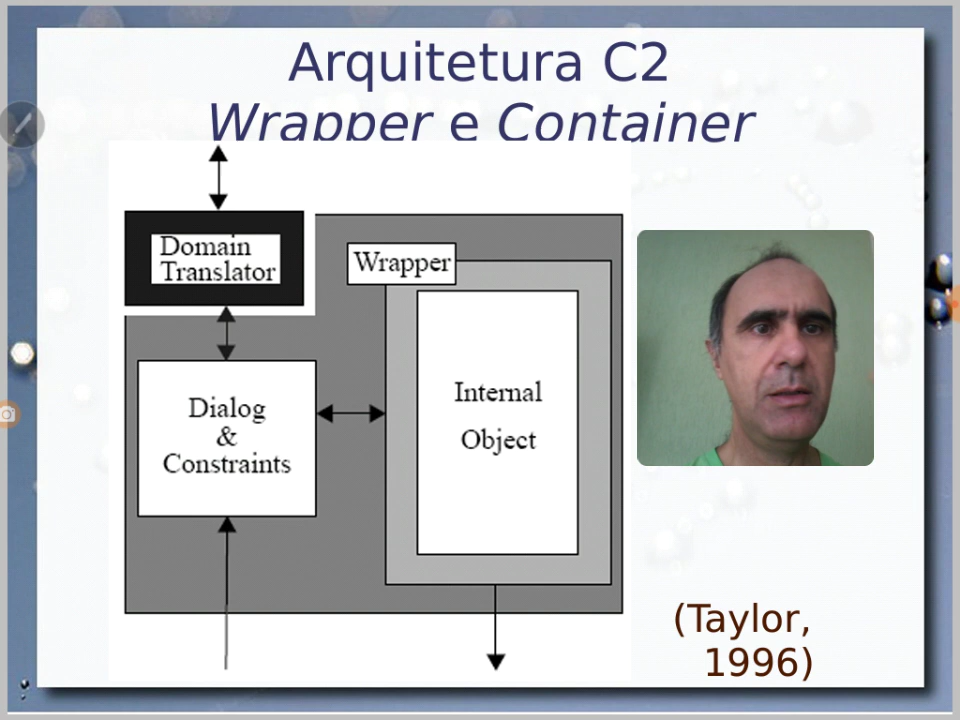 Arquitetura C2
Wrapper e Container
Domain
Translator
Wrapper
Dialog
&
Constraints
Internal
Object
(Taylor,
1996)